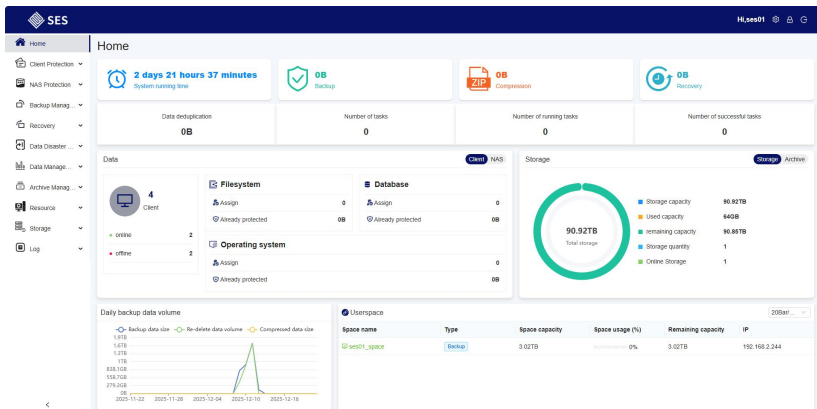 SES
Hi,ses01
Home
Client Protection
NAS Protection
Backup Manag...
Recovery
Data Disaster ...
Data Manage...
Archive Manag...
Resource
Storage
Log
Home
2 days 21 hours 37 minutes
System running time
0B
Backup
ZIP
0B
Compression
0B
Recovery
Data deduplication
0B
Number of tasks
0
Number of running tasks
0
Number of successful tasks
0
Data
Client NAS
4
Client
online 2
offline 2
Filesystem
Assign 0
Already protected 0B
Database
Assign 0
Already protected 0B
Operating system
Assign 0
Already protected 0B
Storage
Storage Archive
90.92TB
Total storage
Storage capacity 90.92TB
Used capacity 64GB
remaining capacity 90.85TB
Storage quantity 1
Online Storage 1
Daily backup data volume
Backup data size Re-delete data volume Compressed data size
1.9TB
1.6TB
1.2TB
1TB
838.1GB
558.7GB
279.2GB
0B
2025-11-22 2025-11-28 2025-12-04 2025-12-10 2025-12-16
Userspace
20Bar/...
Space name Type Space capacity Space usage (%) Remaining capacity IP
ses01_space Backup 3.02TB 0% 3.02TB 192.168.2.244